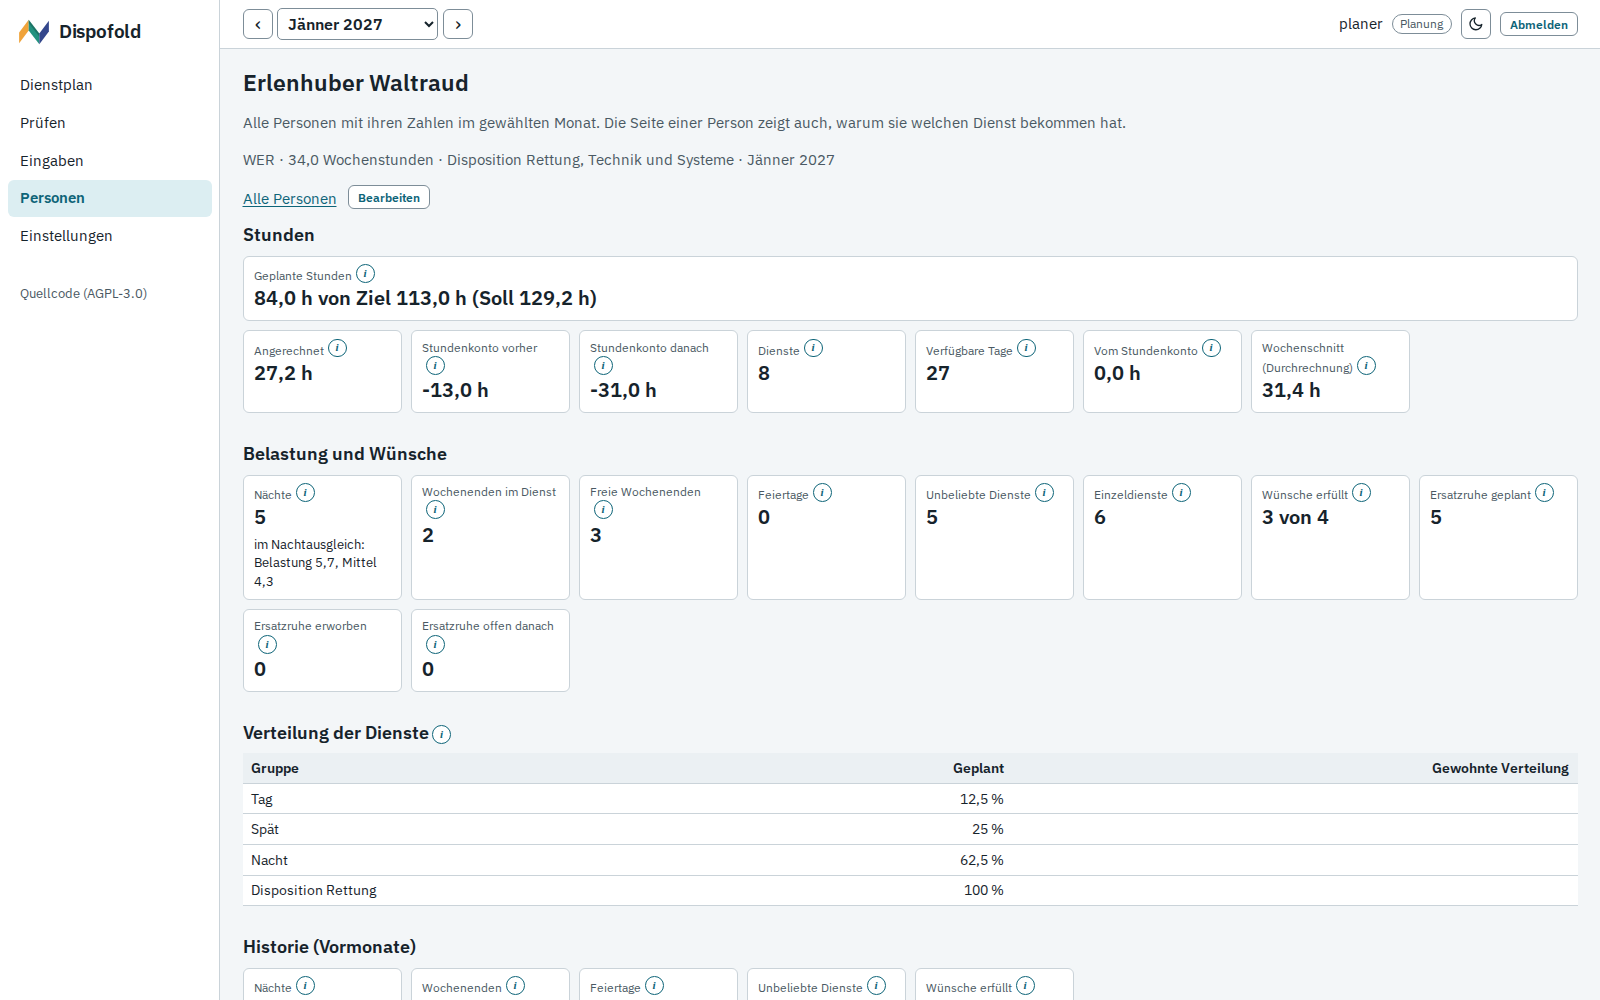 Dispofold
Dienstplan
Prüfen
Eingaben
Personen
Einstellungen
Quellcode (AGPL-3.0)
‹ Jänner 2027 ›
planer Planung Abmelden
Erlenhuber Waltraud
Alle Personen mit ihren Zahlen im gewählten Monat. Die Seite einer Person zeigt auch, warum sie welchen Dienst bekommen hat.
WER · 34,0 Wochenstunden · Disposition Rettung, Technik und Systeme · Jänner 2027
Alle Personen Bearbeiten
Stunden
Geplante Stunden i
84,0 h von Ziel 113,0 h (Soll 129,2 h)
Angerechnet i
27,2 h
Stundenkonto vorher
i
-13,0 h
Stundenkonto danach
i
-31,0 h
Dienste i
8
Verfügbare Tage i
27
Vom Stundenkonto i
0,0 h
Wochenschnitt
(Durchrechnung) i
31,4 h
Belastung und Wünsche
Nächte i
5
im Nachtausgleich:
Belastung 5,7, Mittel
4,3
Wochenenden im Dienst
i
2
Freie Wochenenden
i
3
Feiertage i
0
Unbeliebte Dienste i
5
Einzeldienste i
6
Wünsche erfüllt i
3 von 4
Ersatzruhe geplant i
5
Ersatzruhe erworben
i
0
Ersatzruhe offen danach
i
0
Verteilung der Dienste i
Gruppe Geplant Gewohnte Verteilung
Tag 12,5 %
Spät 25 %
Nacht 62,5 %
Disposition Rettung 100 %
Historie (Vormonate)
Nächte i
Wochenenden i
Feiertage i
Unbeliebte Dienste i
Wünsche erfüllt i